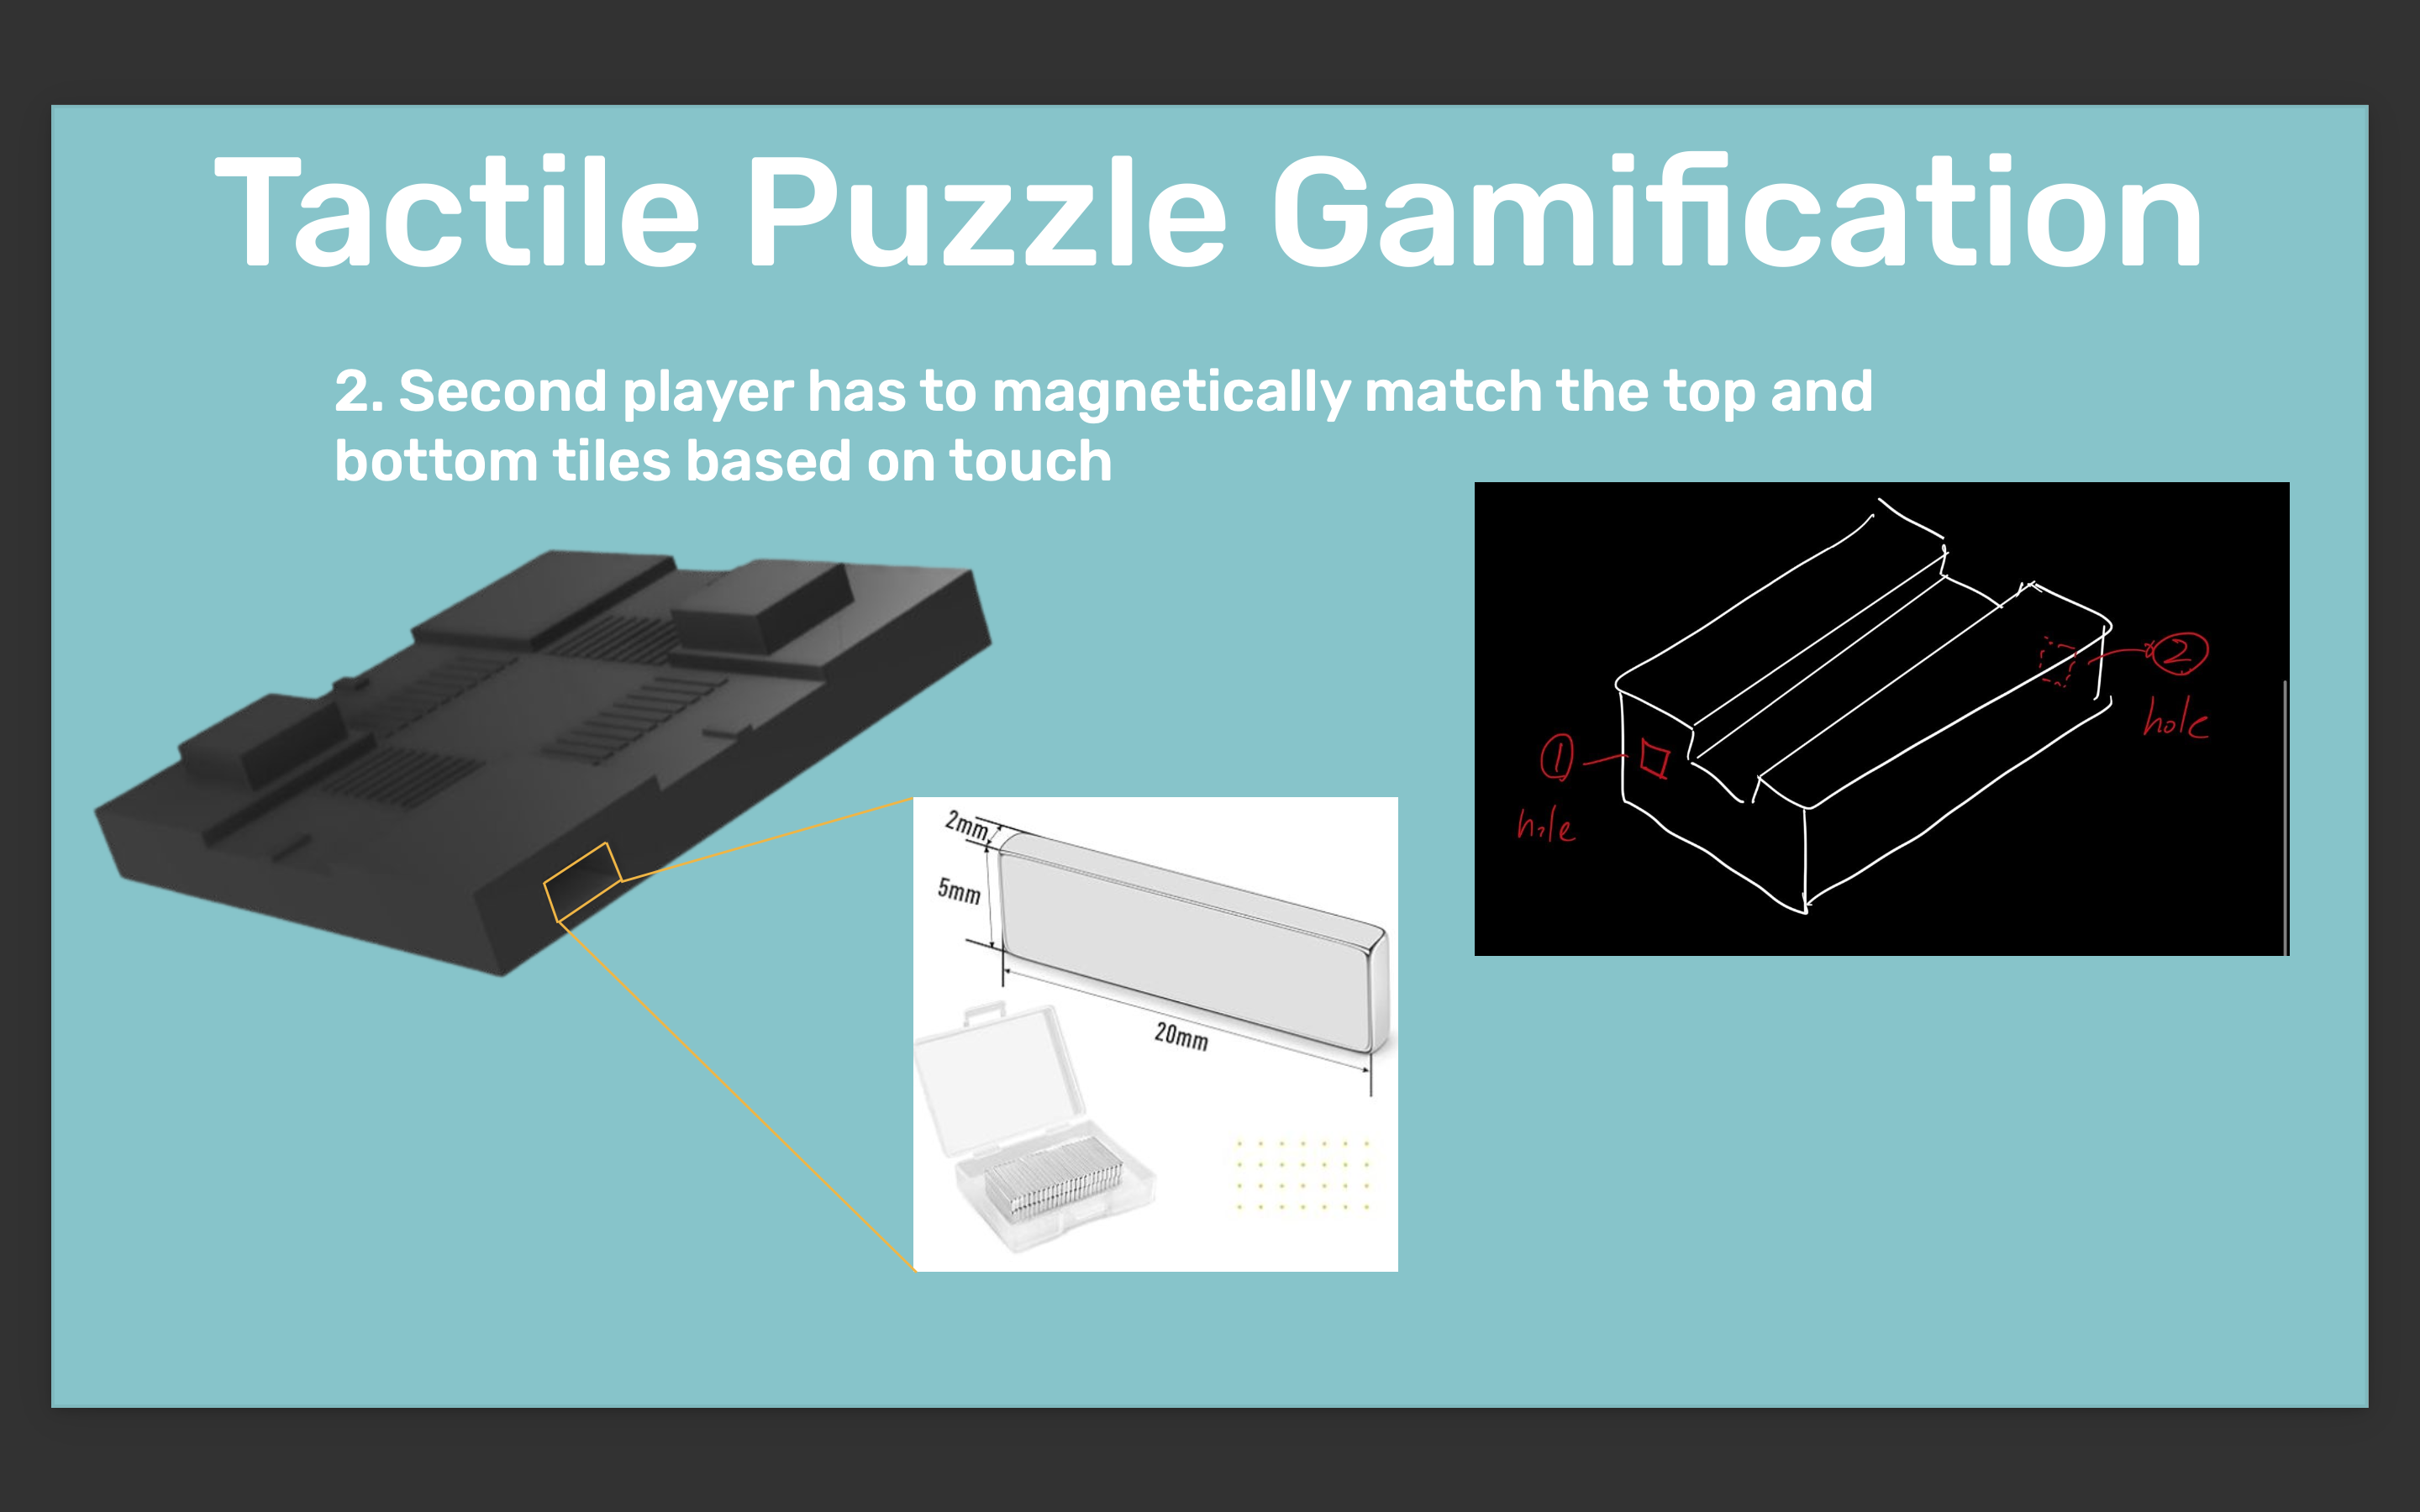 Tactile Puzzle Gamification
2. Second player has to magnetically match the top and
bottom tiles based on touch
2mm
5mm
20mm
1
hole
2
hole